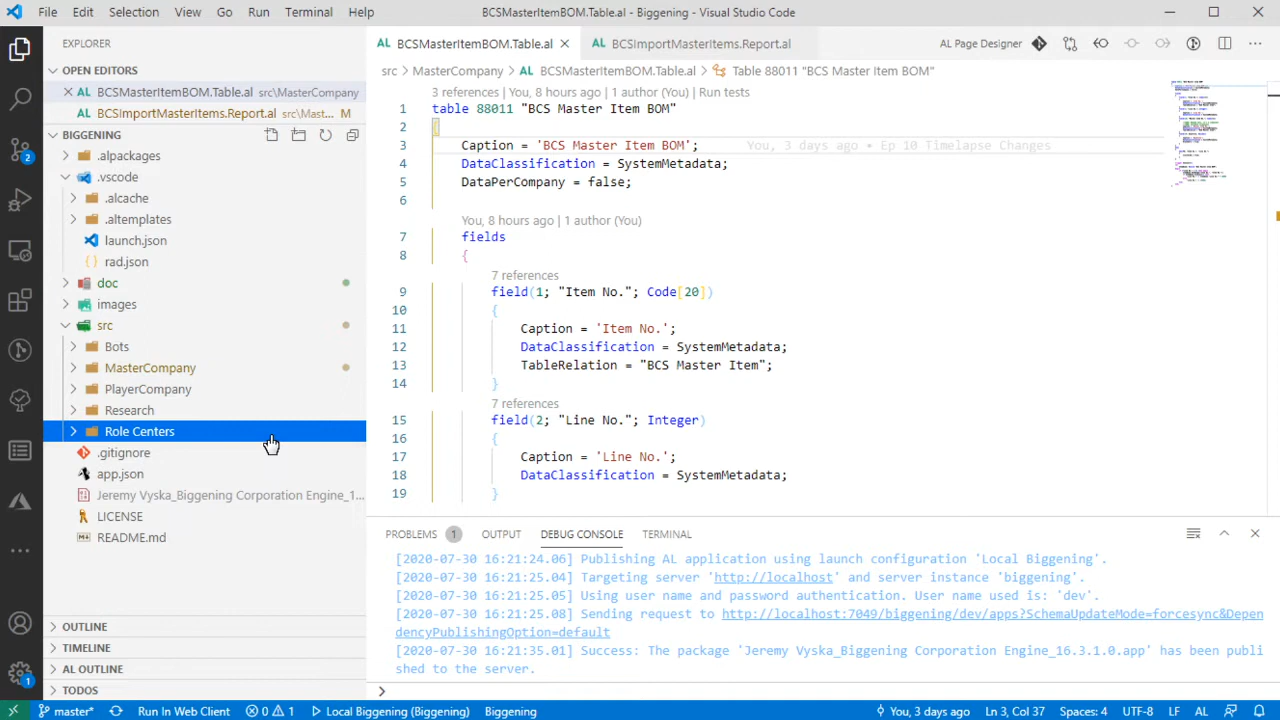 File Edit Selection View Go Run Terminal Help
BCSMasterItemBOM.Table.al - Biggening - Visual Studio Code
EXPLORER
OPEN EDITORS
BCSMasterItemBOM.Table.al src\MasterCompany
BCSImportMasterItems.Report.al src\Mast... M
BIGGENING
.alpackages
.vscode
.alcache
.altemplates
launch.json
rad.json
doc
images
src
Bots
MasterCompany
PlayerCompany
Research
Role Centers
.gitignore
app.json
Jeremy Vyska_Biggening Corporation Engine_1...
LICENSE
README.md
OUTLINE
TIMELINE
AL OUTLINE
TODOS
2
1
AL BCSMasterItemBOM.Table.al
AL BCSImportMasterItems.Report.al
AL Page Designer
src > MasterCompany > AL BCSMasterItemBOM.Table.al > Table 88011 "BCS Master Item BOM"
3 references | You, 8 hours ago | 1 author (You) | Run tests
1 table 88011 "BCS Master Item BOM"
2 {
3 Caption = 'BCS Master Item BOM'; You, 3 days ago • Ep 10 Timelapse Changes
4 DataClassification = SystemMetadata;
5 DataPerCompany = false;
6
You, 8 hours ago | 1 author (You)
7 fields
8 {
7 references
9 field(1; "Item No."; Code[20])
10 {
11 Caption = 'Item No.';
12 DataClassification = SystemMetadata;
13 TableRelation = "BCS Master Item";
14 }
7 references
15 field(2; "Line No."; Integer)
16 {
17 Caption = 'Line No.';
18 DataClassification = SystemMetadata;
19 }
PROBLEMS 1 OUTPUT DEBUG CONSOLE TERMINAL
[2020-07-30 16:21:24.06] Publishing AL application using launch configuration 'Local Biggening'.
[2020-07-30 16:21:25.04] Targeting server 'http://localhost' and server instance 'biggening'.
[2020-07-30 16:21:25.05] Using user name and password authentication. User name used is: 'dev'.
[2020-07-30 16:21:25.08] Sending request to http://localhost:7049/biggening/dev/apps?SchemaUpdateMode=forcesync&Depen
dencyPublishingOption=default
[2020-07-30 16:21:35.01] Success: The package 'Jeremy Vyska_Biggening Corporation Engine_16.3.1.0.app' has been publi
shed to the server.
master* Run In Web Client 0 1 Local Biggening (Biggening) Biggening You, 3 days ago Ln 3, Col 37 Spaces: 4 UTF-8 LF AL